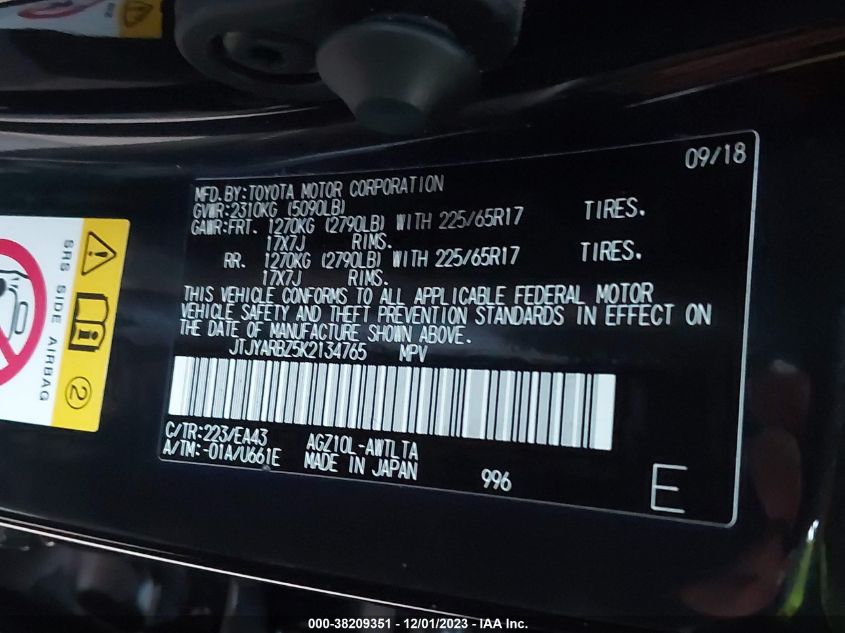 09/18
MFD. BY: TOYOTA MOTOR CORPORATION
GVWR: 2310KG (5090LB)
GAWR: FRT. 1270KG (2790LB) WITH 225/65R17 TIRES.
17X7J RIMS.
RR. 1270KG (2790LB) WITH 225/65R17 TIRES.
17X7J RIMS.
THIS VEHICLE CONFORMS TO ALL APPLICABLE FEDERAL MOTOR
VEHICLE SAFETY AND THEFT PREVENTION STANDARDS IN EFFECT ON
THE DATE OF MANUFACTURE SHOWN ABOVE.
JTJYARBZ5K2134765 MPV
C/TR: 223/EA43 AGZ10L-AWTLTA
A/TM: -01A/U661E MADE IN JAPAN 996
E
SRS SIDE AIRBAG
2
000-38209351 - 12/01/2023 - IAA Inc.